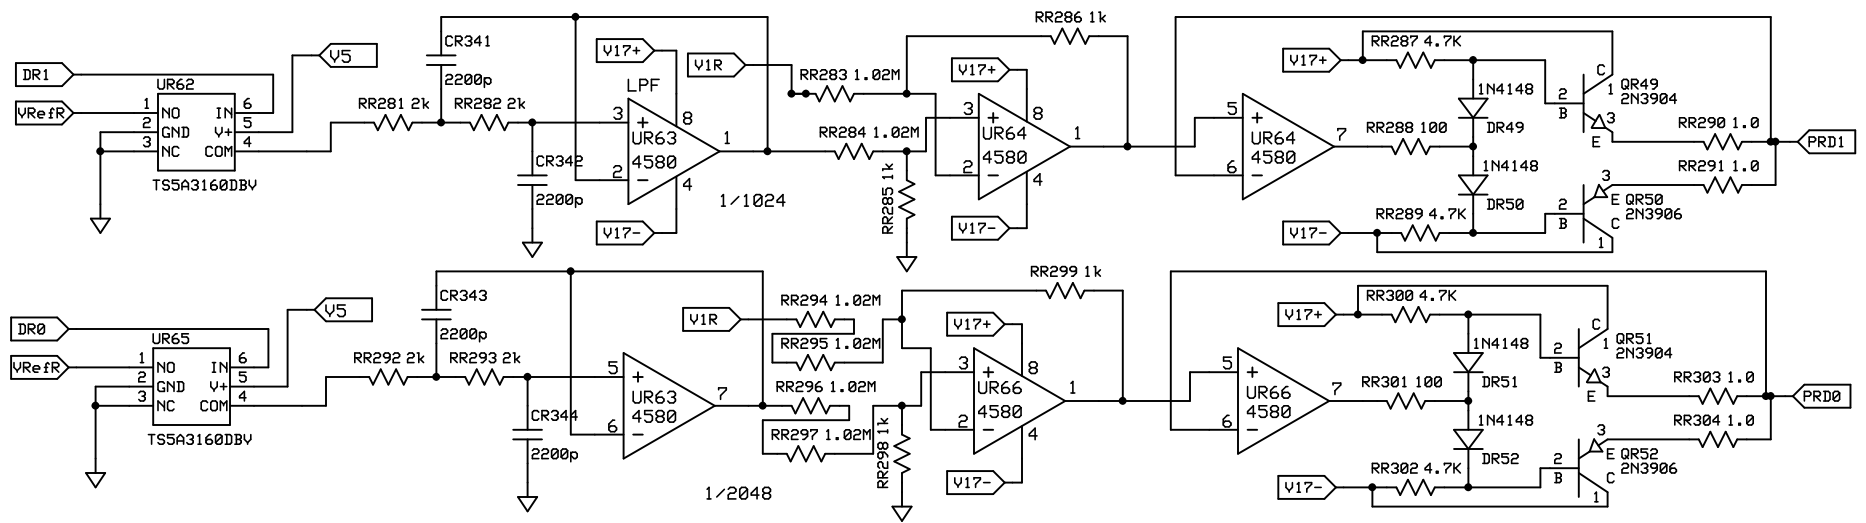 RR286 1k
CR341
V17+
V5
DR1
UR62
V1R
RR283 1.02M
V17+
V17+
RR287 4.7K
C
QR49
2N3904
1
2200p
LPF
1N4148
2
B
VRefR
1 NO IN 6
2 GND V+ 5
3 NC COM 4
TS5A3160DBV
RR281 2k
RR282 2k
3
+
8
UR63
4580
1
2
−
4
RR284 1.02M
3
+
8
UR64
4580
1
2
−
4
5
+
UR64
4580
7
6
−
RR288 100
DR49
3
E
RR290 1.0
PRD1
CR342
2200p
1N4148
RR291 1.0
3
2
B
E QR50
2N3906
C
1
DR50
RR285 1k
1/1024
V17-
V17-
V17-
RR289 4.7K
RR299 1k
CR343
V5
DR0
UR65
V1R
RR294 1.02M
V17+
V17+
RR300 4.7K
C
QR51
2N3904
1
2200p
RR295 1.02M
1N4148
2
B
VRefR
1 NO IN 6
2 GND V+ 5
3 NC COM 4
TS5A3160DBV
RR292 2k
RR293 2k
5
+
UR63
4580
7
6
−
RR296 1.02M
3
+
8
UR66
4580
1
2
−
4
5
+
UR66
4580
7
6
−
RR301 100
DR51
3
E
RR303 1.0
PRD0
CR344
2200p
RR297 1.02M
RR298 1k
1N4148
RR304 1.0
3
2
B
E QR52
2N3906
C
1
DR52
1/2048
V17-
V17-
RR302 4.7K